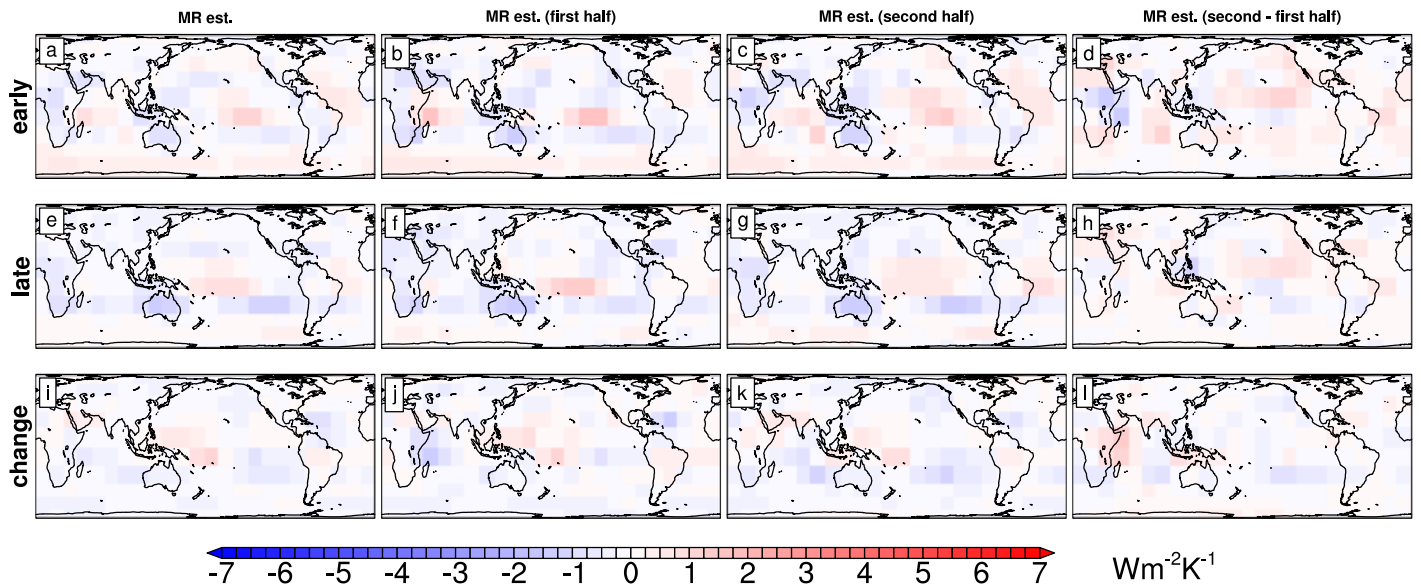 MR est. MR est. (first half) MR est. (second half) MR est. (second - first half)
early a b c d
late e f g h
change i j k l
-7 -6 -5 -4 -3 -2 -1 0 1 2 3 4 5 6 7 Wm-2K-1